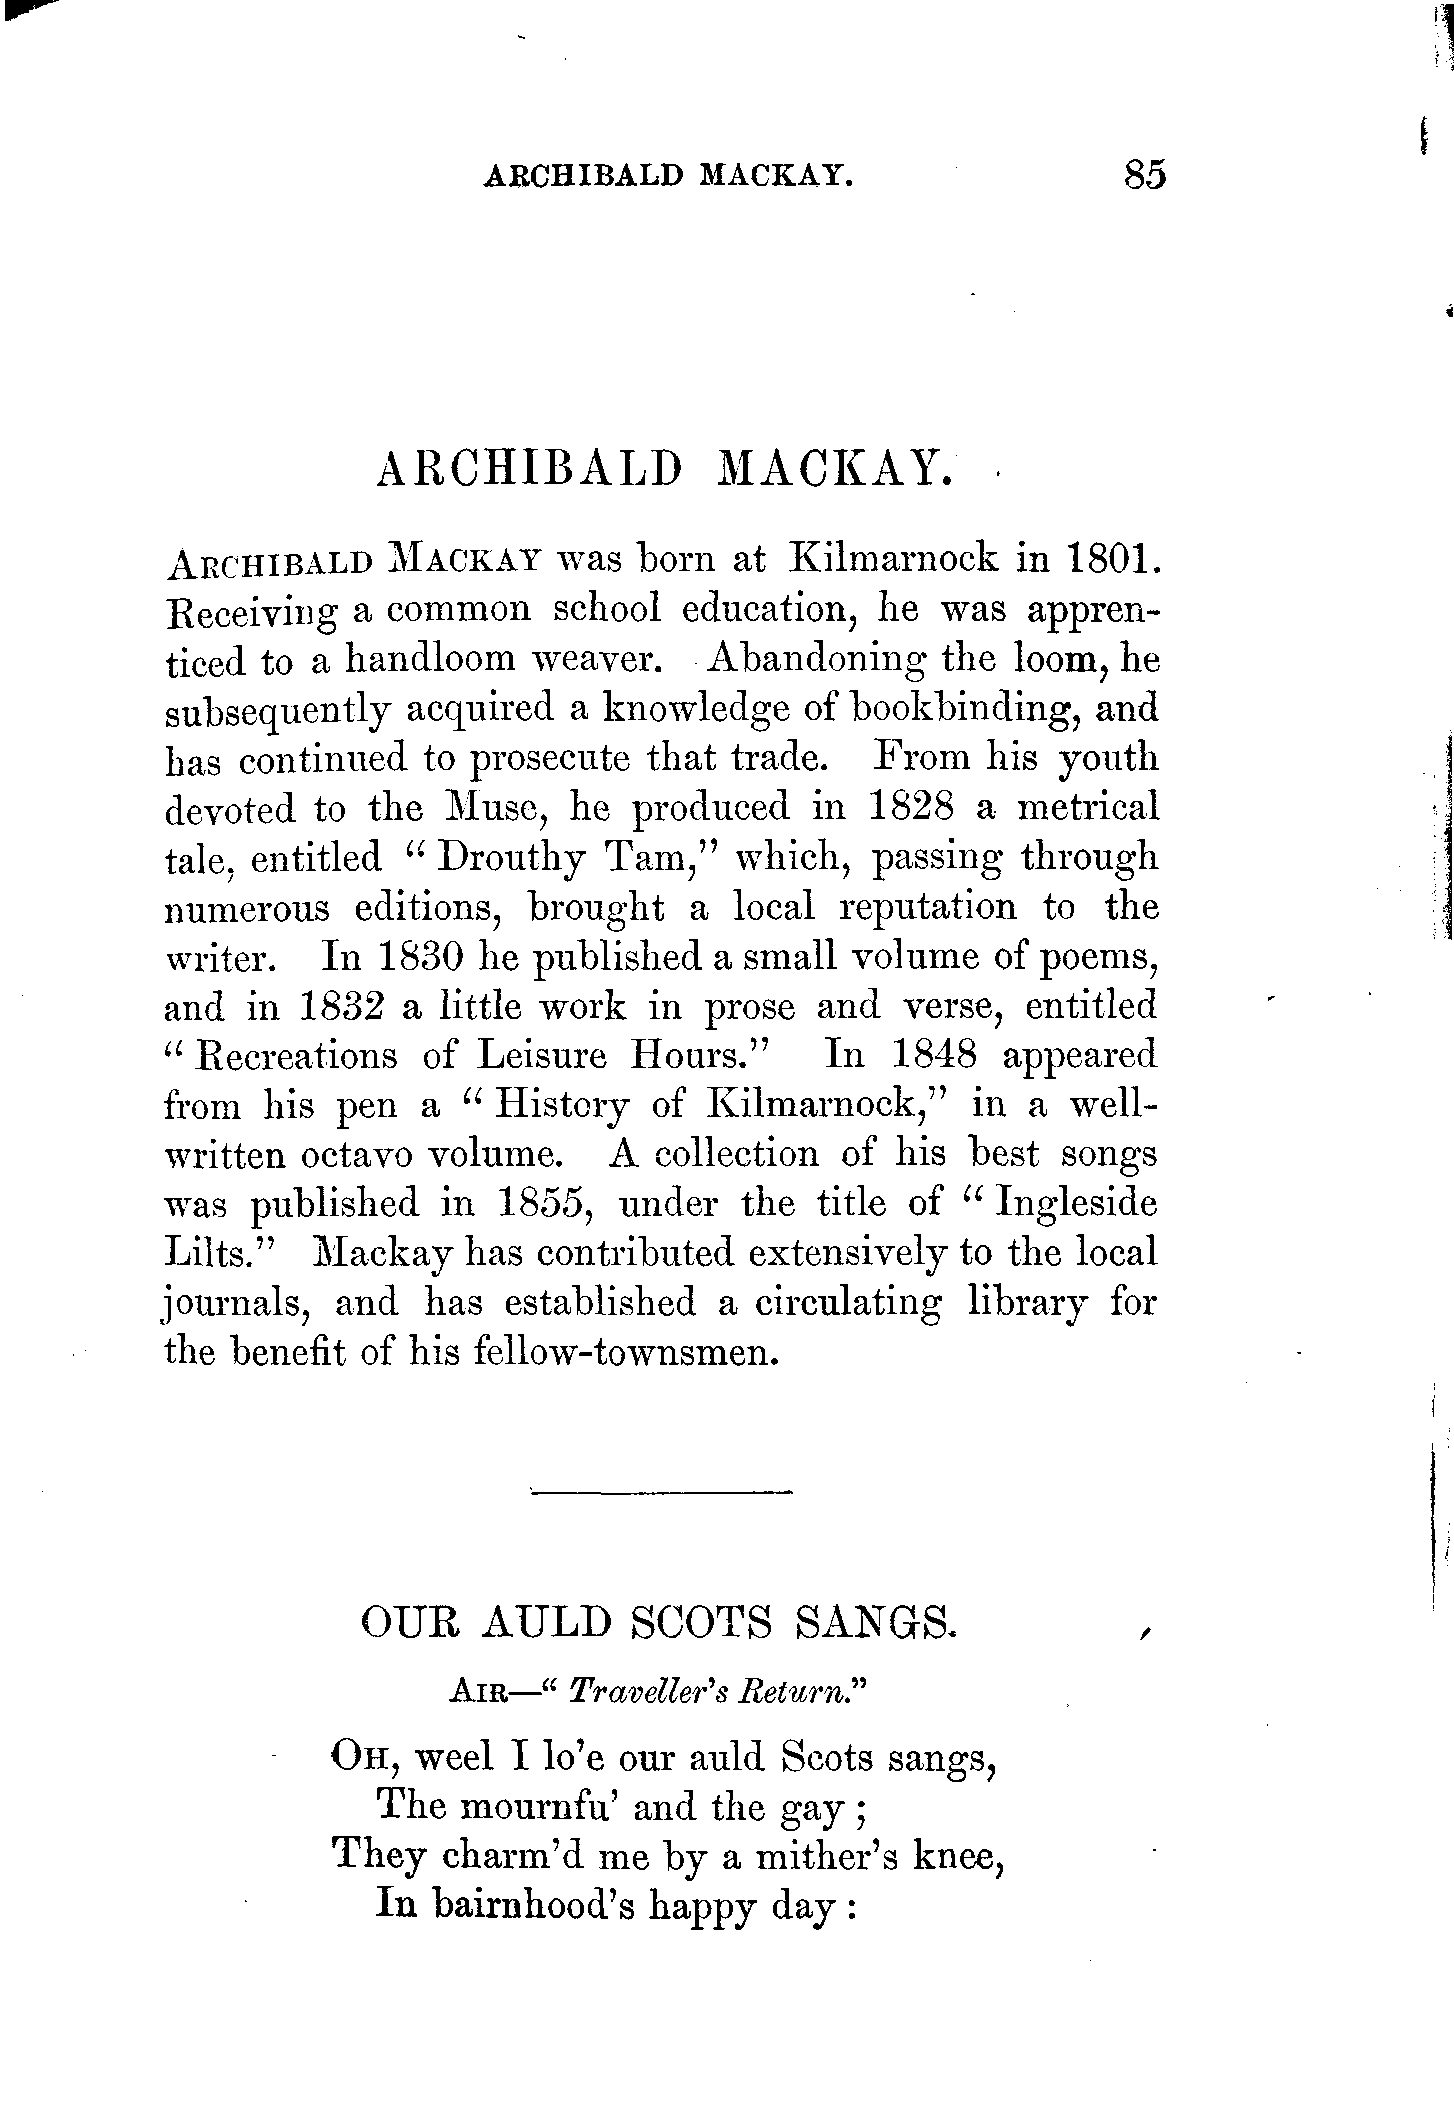 ARCHIBALD MACKAY. 85
ARCHIBALD MACKAY.
ARCHIBALD MACKAY was born at Kilmarnock in 1801.
Receiving a common school education, he was appren-
ticed to a handloom weaver. Abandoning the loom, he
subsequently acquired a knowledge of bookbinding, and
has continued to prosecute that trade. From his youth
devoted to the Muse, he produced in 1828 a metrical
tale, entitled “ Drouthy Tam,” which, passing through
numerous editions, brought a local reputation to the
writer. In 1830 he published a small volume of poems,
and in 1832 a little work in prose and verse, entitled
“ Recreations of Leisure Hours.” In 1848 appeared
from his pen a “ History of Kilmarnock,” in a well-
written octavo volume. A collection of his best songs
was published in 1855, under the title of “ Ingleside
Lilts.” Mackay has contributed extensively to the local
journals, and has established a circulating library for
the benefit of his fellow-townsmen.
OUR AULD SCOTS SANGS.
AIR—“ Traveller’s Return.”
OH, weel I lo’e our auld Scots sangs,
The mournfu’ and the gay ;
They charm’d me by a mither’s knee,
In bairnhood’s happy day :